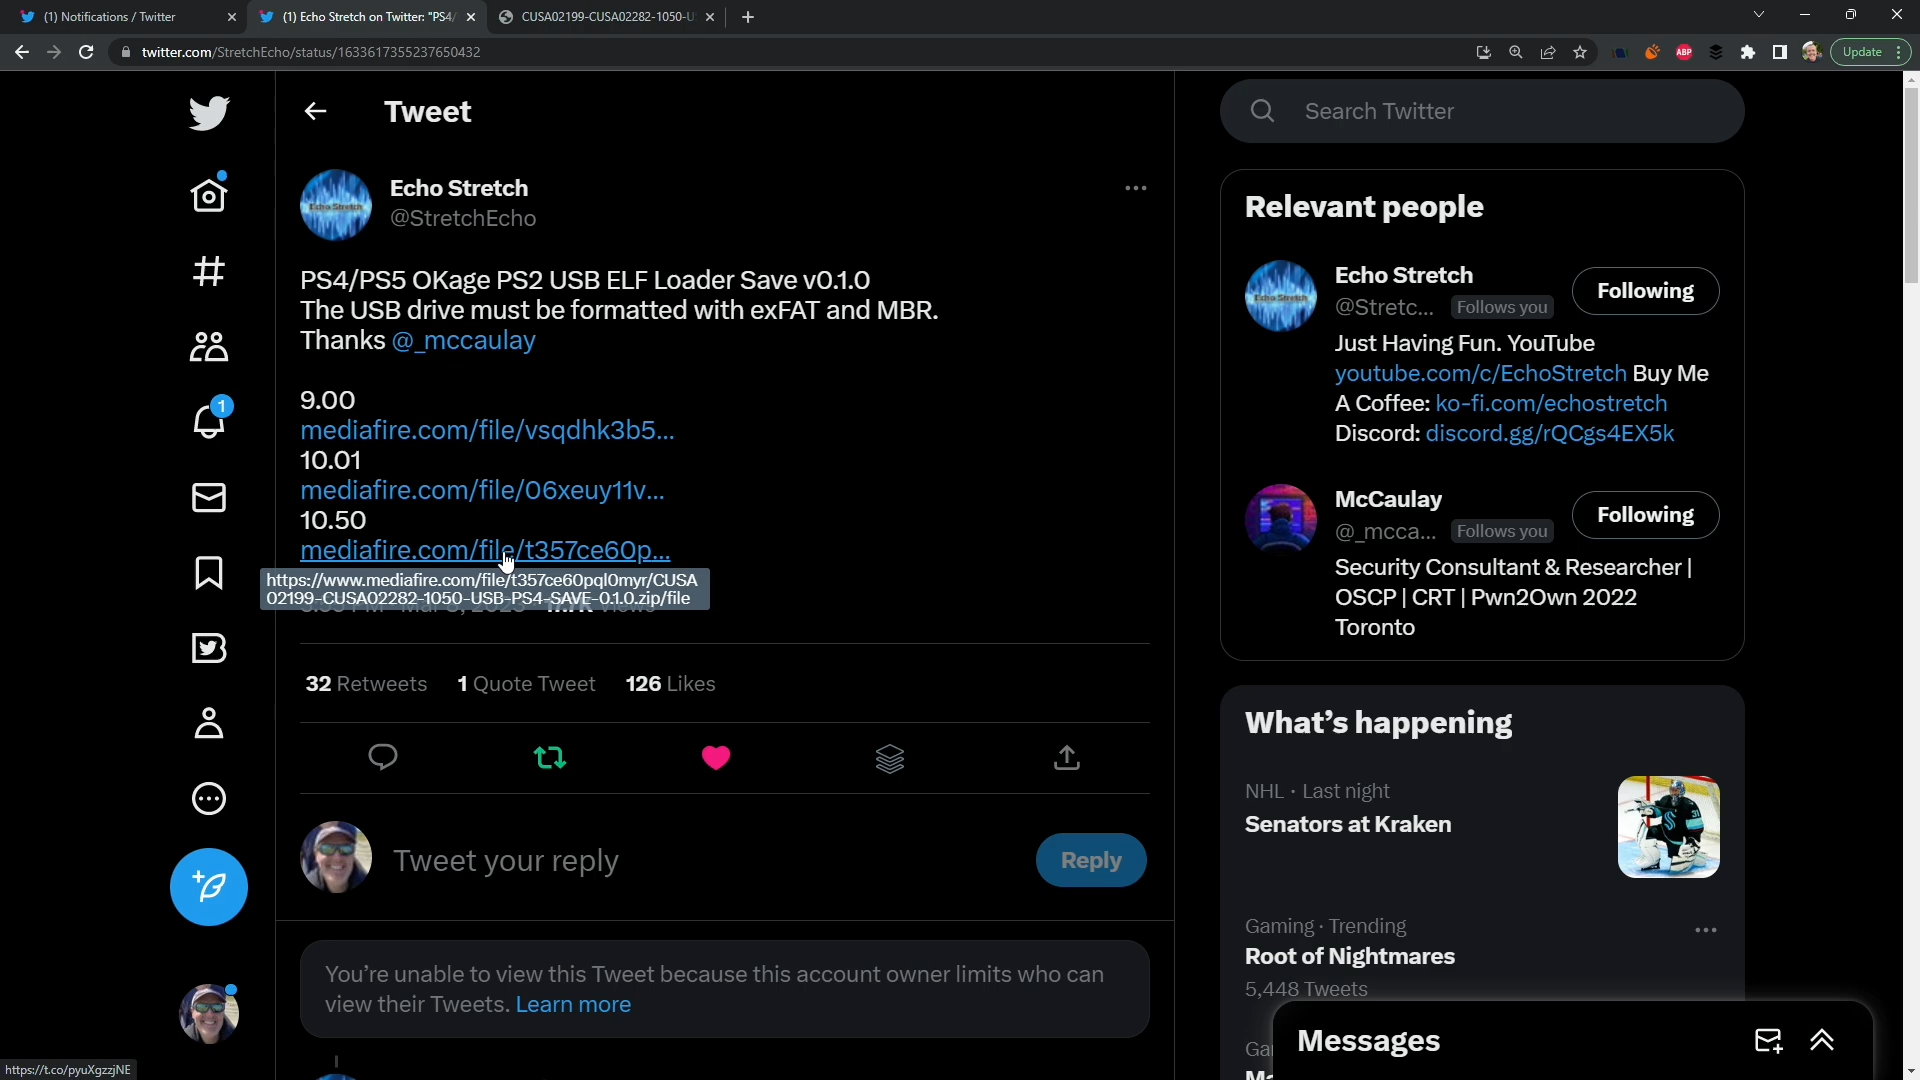 (1) Notifications / Twitter
(1) Echo Stretch on Twitter: "PS4/
CUSA02199-CUSA02282-1050-U
twitter.com/StretchEcho/status/1633617355237650432
ABP
Update
Tweet
Search Twitter
Echo Stretch
@StretchEcho
PS4/PS5 OKage PS2 USB ELF Loader Save v0.1.0
The USB drive must be formatted with exFAT and MBR.
Thanks @_mccaulay
9.00
mediafire.com/file/vsqdhk3b5...
10.01
mediafire.com/file/06xeuy11v...
10.50
mediafire.com/file/t357ce60p...
https://www.mediafire.com/file/t357ce60pql0myr/CUSA
02199-CUSA02282-1050-USB-PS4-SAVE-0.1.0.zip/file
32 Retweets 1 Quote Tweet 126 Likes
Tweet your reply
Reply
You're unable to view this Tweet because this account owner limits who can
view their Tweets. Learn more
1
Relevant people
Echo Stretch
@Stretc... Follows you
Following
Just Having Fun. YouTube
youtube.com/c/EchoStretch Buy Me
A Coffee: ko-fi.com/echostretch
Discord: discord.gg/rQCgs4EX5k
McCaulay
@_mcca... Follows you
Following
Security Consultant & Researcher |
OSCP | CRT | Pwn2Own 2022
Toronto
What's happening
NHL · Last night
Senators at Kraken
Gaming · Trending
Root of Nightmares
5,448 Tweets
Messages
https://t.co/pyuXgzzjNE